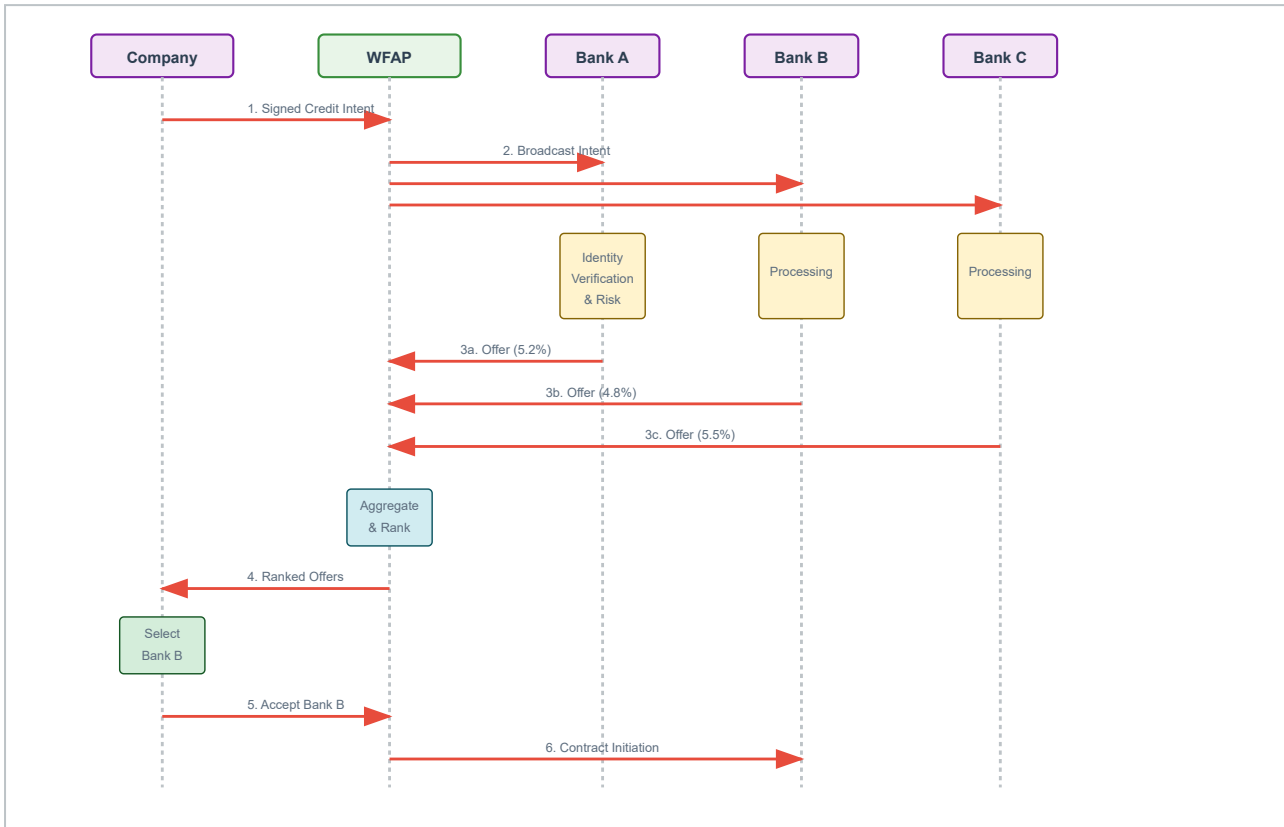 Company
WFAP
Bank A
Bank B
Bank C
1. Signed Credit Intent
2. Broadcast Intent
Identity
Verification
& Risk
Processing
Processing
3a. Offer (5.2%)
3b. Offer (4.8%)
3c. Offer (5.5%)
Aggregate
& Rank
4. Ranked Offers
Select
Bank B
5. Accept Bank B
6. Contract Initiation